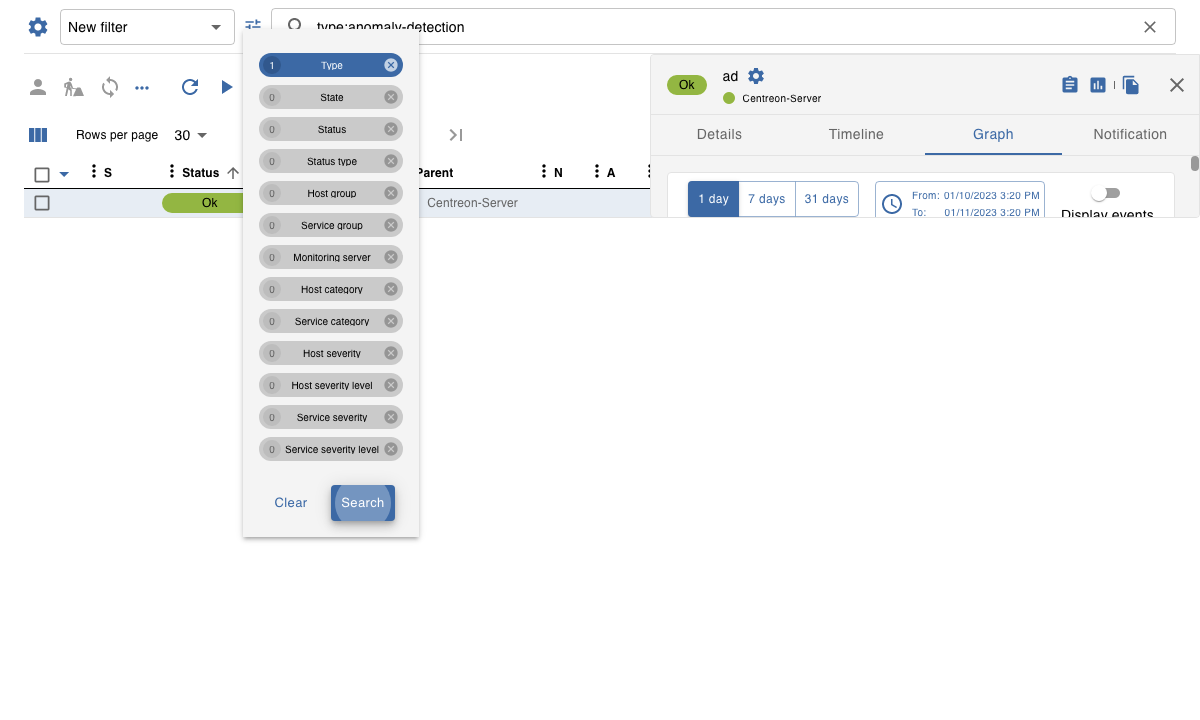 New filter
type:anomaly-detection
Rows per page 30
S
Status
Parent
N
A
Ok
Centreon-Server
1 Type
0 State
0 Status
0 Status type
0 Host group
0 Service group
0 Monitoring server
0 Host category
0 Service category
0 Host severity
0 Host severity level
0 Service severity
0 Service severity level
Clear
Search
Ok
ad
Centreon-Server
Details
Timeline
Graph
Notification
1 day
7 days
31 days
From: 01/10/2023 3:20 PM
To: 01/11/2023 3:20 PM
Display events